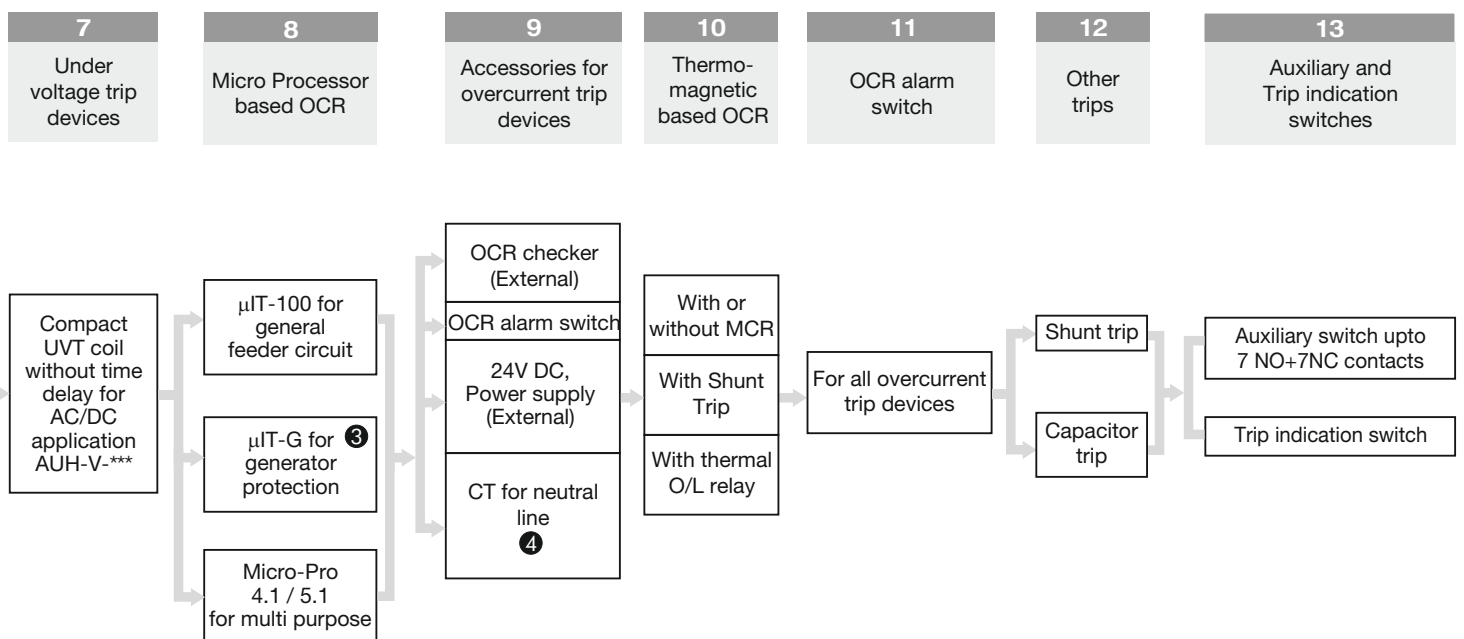 7
Under
voltage trip
devices
8
Micro Processor
based OCR
9
Accessories for
overcurrent trip
devices
10
Thermo-
magnetic
based OCR
11
OCR alarm
switch
12
Other
trips
13
Auxiliary and
Trip indication
switches
Compact
UVT coil
without time
delay for
AC/DC
application
AUH-V-***
µIT-100 for
general
feeder circuit
µIT-G for ❸
generator
protection
Micro-Pro
4.1 / 5.1
for multi purpose
OCR checker
(External)
OCR alarm switch
24V DC,
Power supply
(External)
CT for neutral
line
❹
With or
without MCR
With Shunt
Trip
With thermal
O/L relay
For all overcurrent
trip devices
Shunt trip
Capacitor
trip
Auxiliary switch upto
7 NO+7NC contacts
Trip indication switch